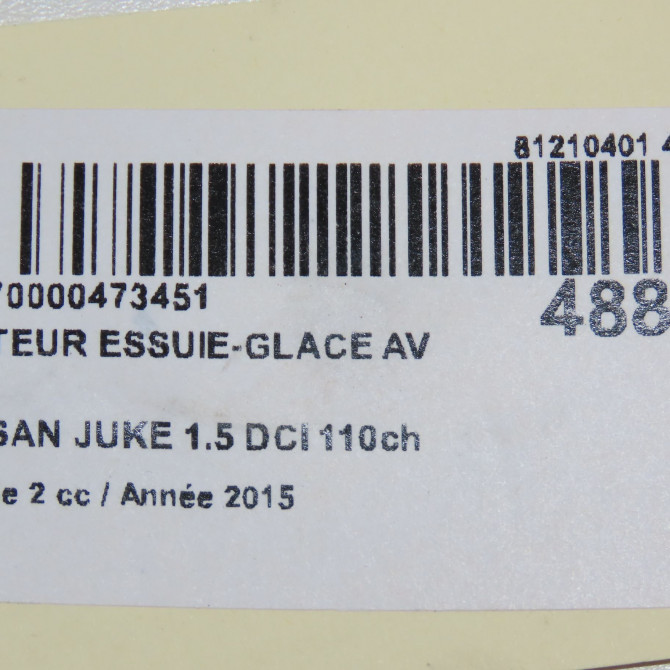 81210401 4
70000473451
488
TEUR ESSUIE-GLACE AV
SAN JUKE 1.5 DCI 110ch
e 2 cc / Année 2015